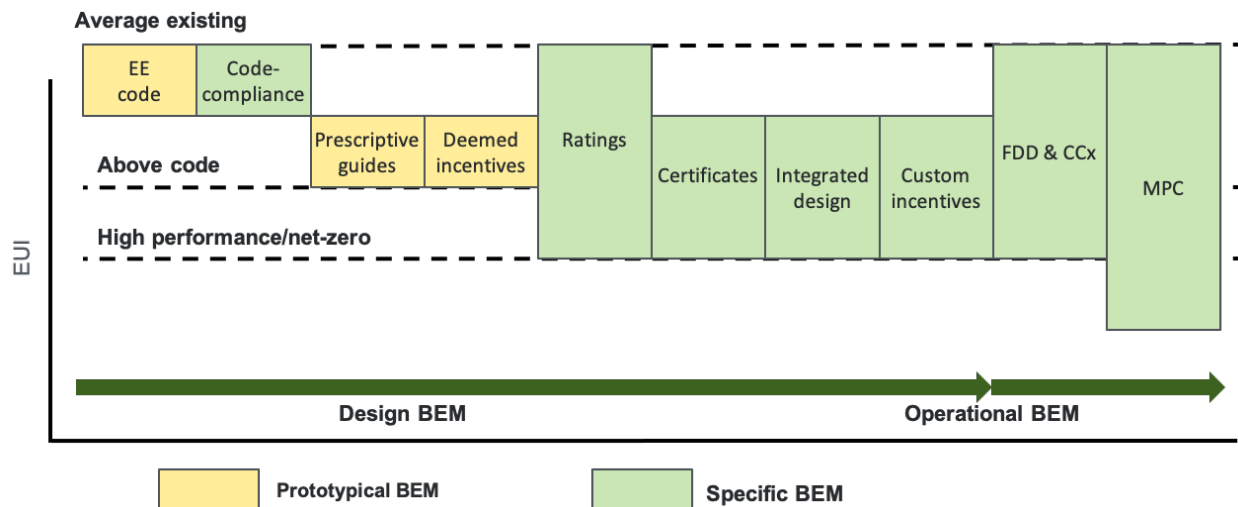 Average existing
EE
code
Code-
compliance
Prescriptive
guides
Deemed
incentives
Ratings
Certificates
Integrated
design
Custom
incentives
FDD & CCx
MPC
Above code
High performance/net-zero
EUI
Design BEM
Operational BEM
Prototypical BEM
Specific BEM